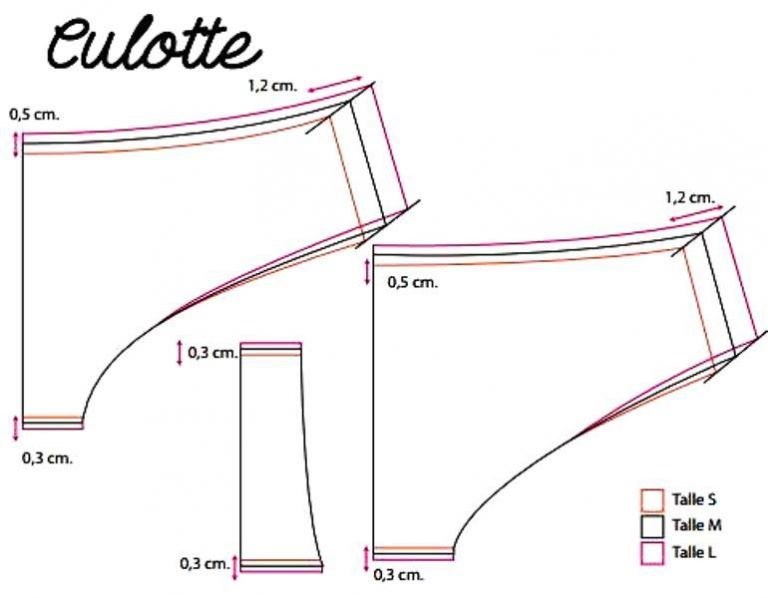 Culotte
1,2 cm.
0,5 cm.
1,2 cm.
0,5 cm.
0,3 cm.
0,3 cm.
0,3 cm.
0,3 cm.
Talle S
Talle M
Talle L